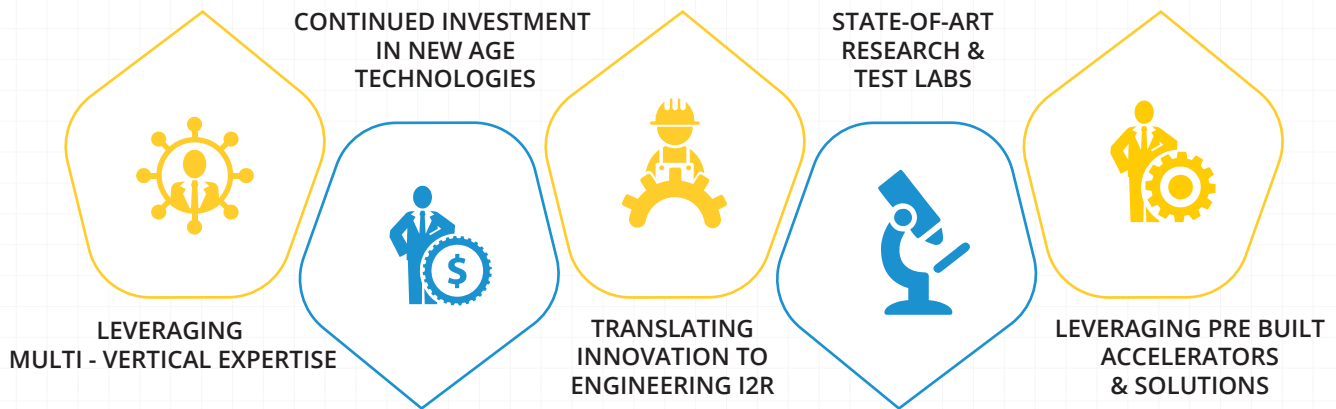 LEVERAGING
MULTI - VERTICAL EXPERTISE
CONTINUED INVESTMENT
IN NEW AGE
TECHNOLOGIES
$
TRANSLATING
INNOVATION TO
ENGINEERING I2R
STATE-OF-ART
RESEARCH &
TEST LABS
LEVERAGING PRE BUILT
ACCELERATORS
& SOLUTIONS